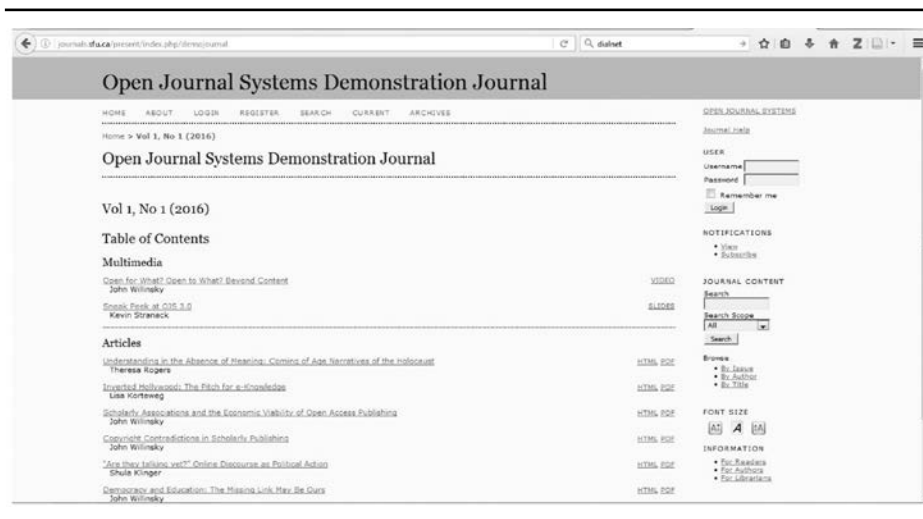 journals.sfu.ca/present/index.php/demojournal
dialnet
Open Journal Systems Demonstration Journal
HOME ABOUT LOGIN REGISTER SEARCH CURRENT ARCHIVES
Home > Vol 1, No 1 (2016)
Open Journal Systems Demonstration Journal
Vol 1, No 1 (2016)
Table of Contents
Multimedia
Open for What? Open to What? Beyond Content VIDEO
John Willinsky
Sneak Peek at OJS 3.0 SLIDES
Kevin Stranack
Articles
Understanding in the Absence of Meaning: Coming of Age Narratives of the Holocaust HTML PDF
Theresa Rogers
Inverted Hollywood: The Pitch for e-Knowledge HTML PDF
Lisa Korteweg
Scholarly Associations and the Economic Viability of Open Access Publishing HTML PDF
John Willinsky
Copyright Contradictions in Scholarly Publishing HTML PDF
John Willinsky
"Are they talking yet?" Online Discourse as Political Action HTML PDF
Shula Klinger
Democracy and Education: The Missing Link May Be Ours HTML PDF
John Willinsky
OPEN JOURNAL SYSTEMS
Journal Help
USER
Username
Password
Remember me
Login
NOTIFICATIONS
View
Subscribe
JOURNAL CONTENT
Search
Search Scope
All
Search
Browse
By Issue
By Author
By Title
FONT SIZE
A A A
INFORMATION
For Readers
For Authors
For Librarians